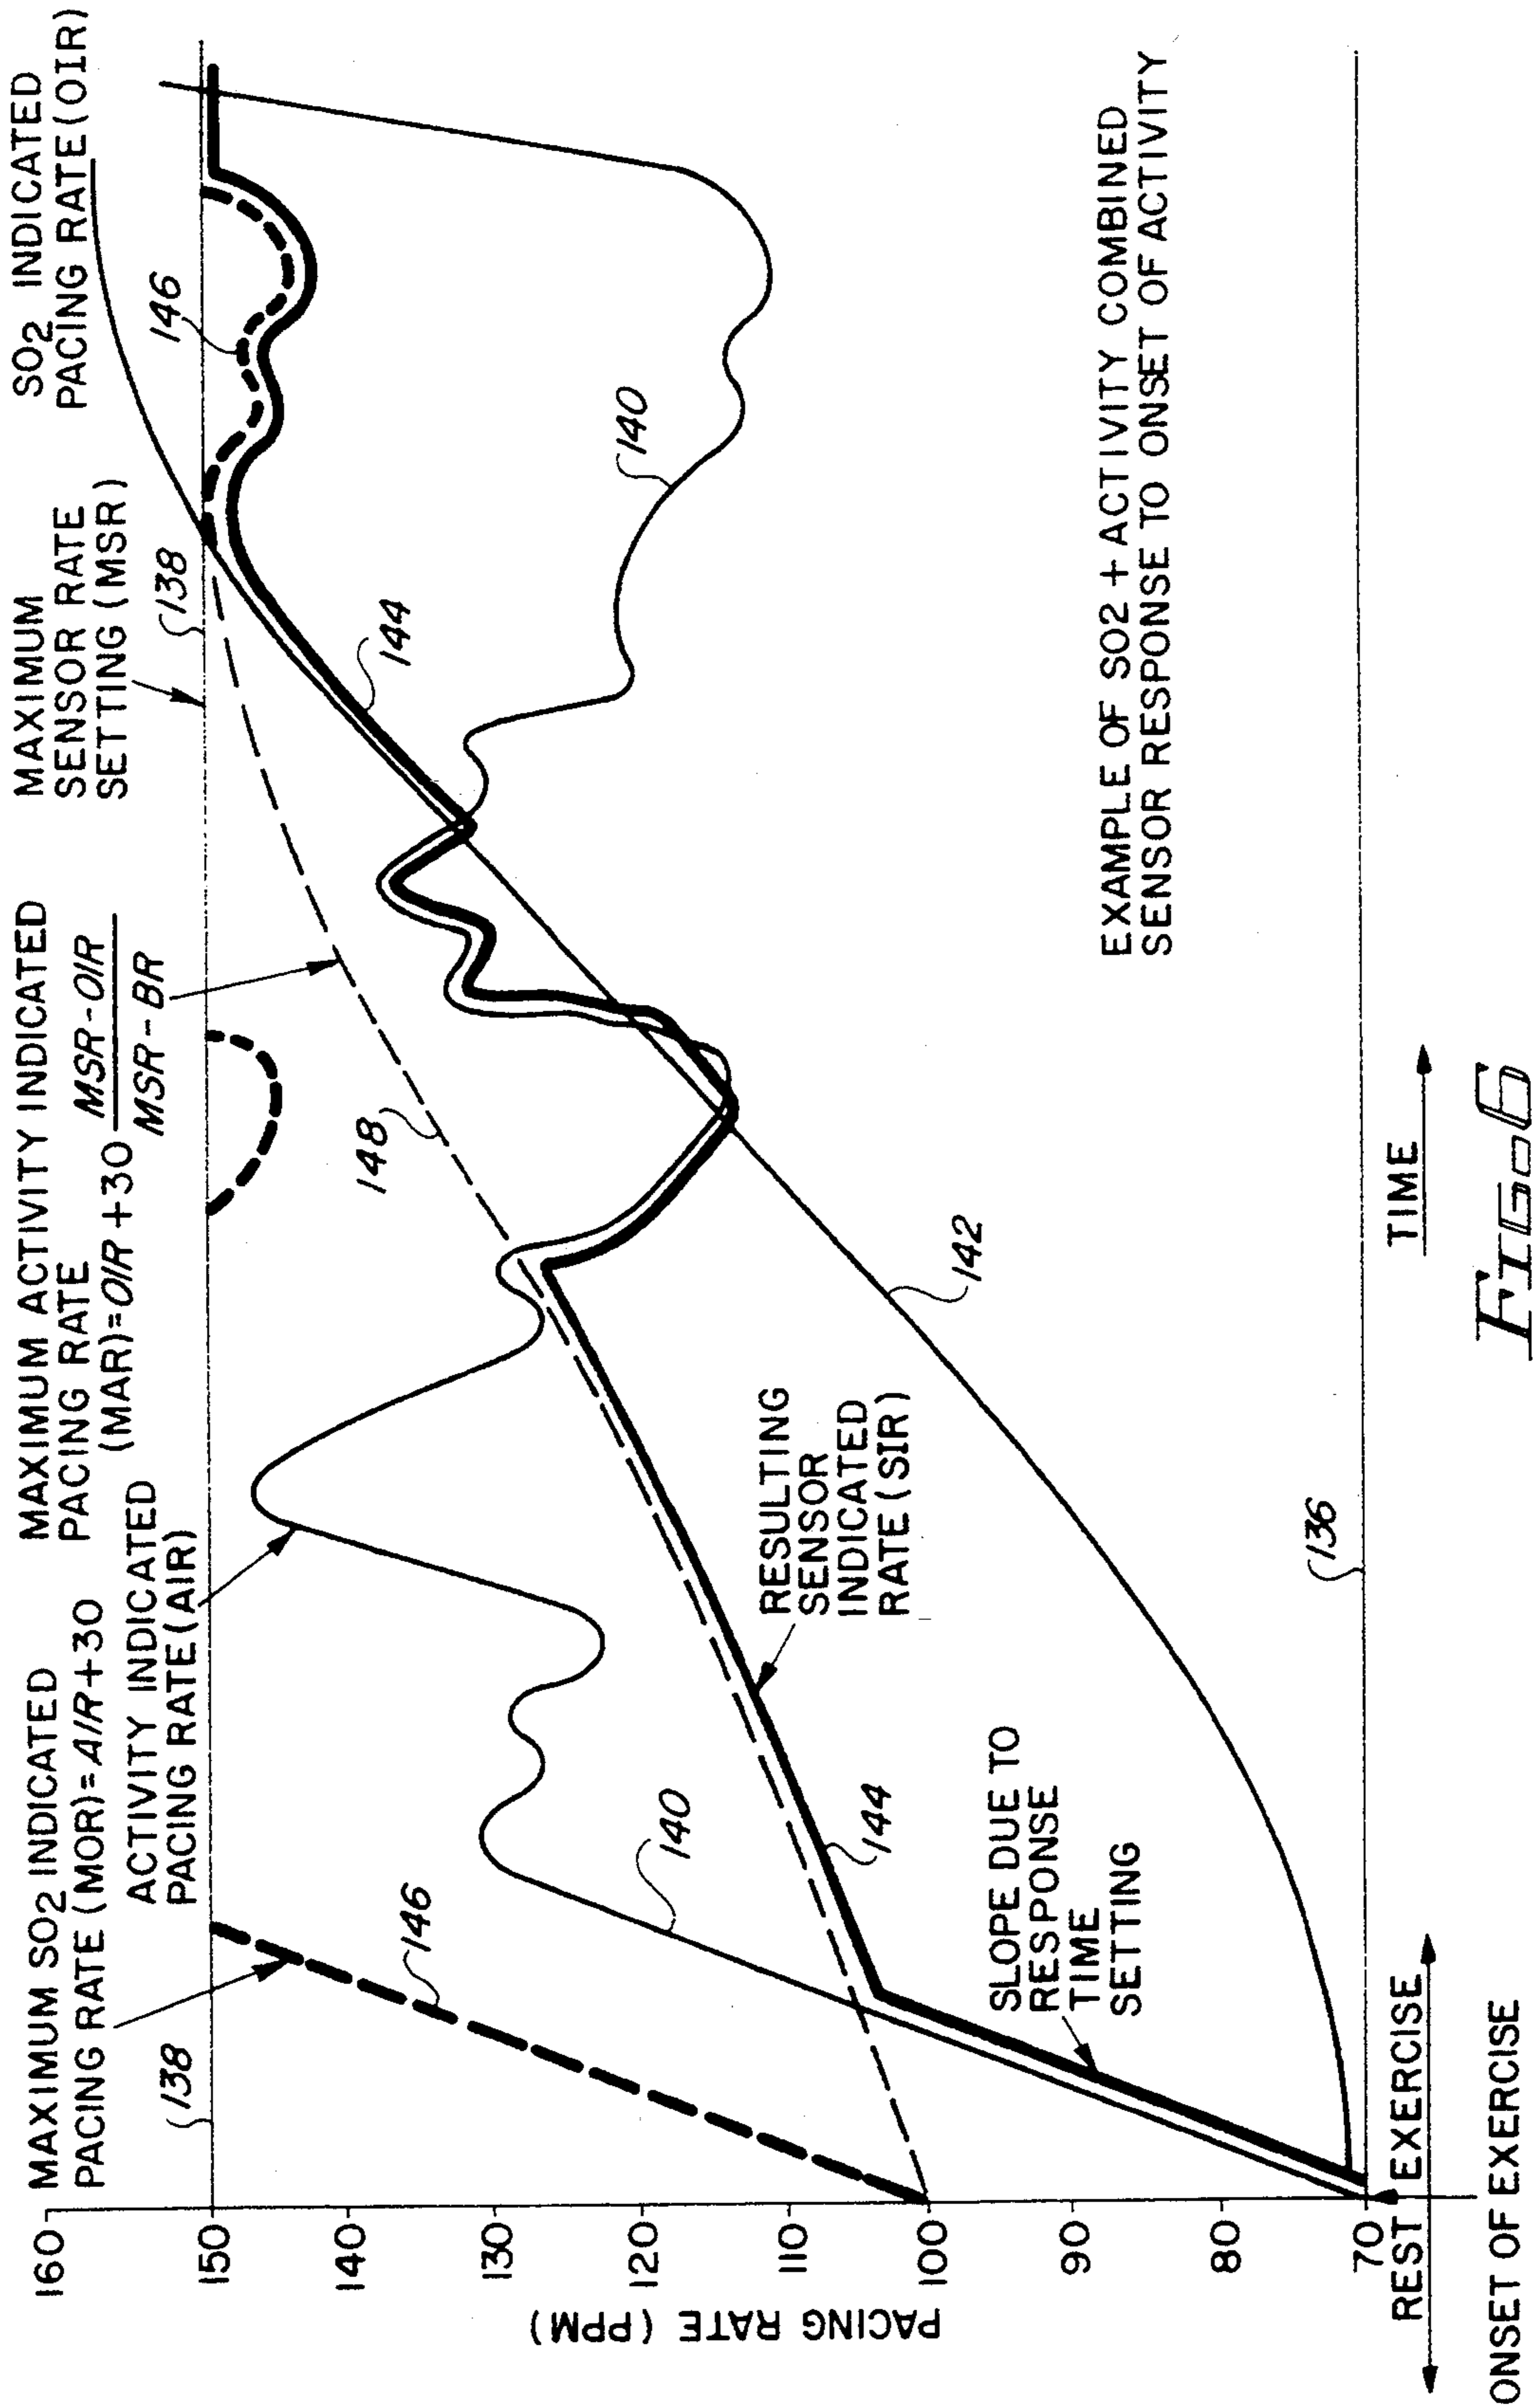 MAXIMUM SO2 INDICATED
PACING RATE (MOR)=AIR+30
ACTIVITY INDICATED
PACING RATE (AIR)
MAXIMUM ACTIVITY INDICATED
PACING RATE
(MAR)=OIR +30 MSR-OIR
MSR-BR
MAXIMUM
SENSOR RATE
SETTING (MSR)
SO2 INDICATED
PACING RATE (OIR)
160
150
140
130
120
110
100
90
80
70
PACING RATE (PPM)
138
146
140
144
148
138
146
144
140
142
136
RESULTING
SENSOR
INDICATED
RATE (SIR)
SLOPE DUE TO
RESPONSE
TIME
SETTING
EXAMPLE OF SO2 + ACTIVITY COMBINED
SENSOR RESPONSE TO ONSET OF ACTIVITY
REST EXERCISE
TIME
ONSET OF EXERCISE
FIG.6